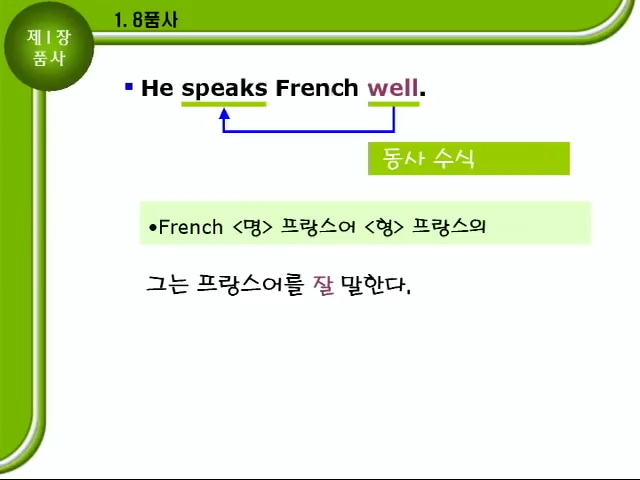 제1장
품사
1. 8품사
▪ He speaks French well.
동사 수식
•French <명> 프랑스어 <형> 프랑스의
그는 프랑스어를 잘 말한다.